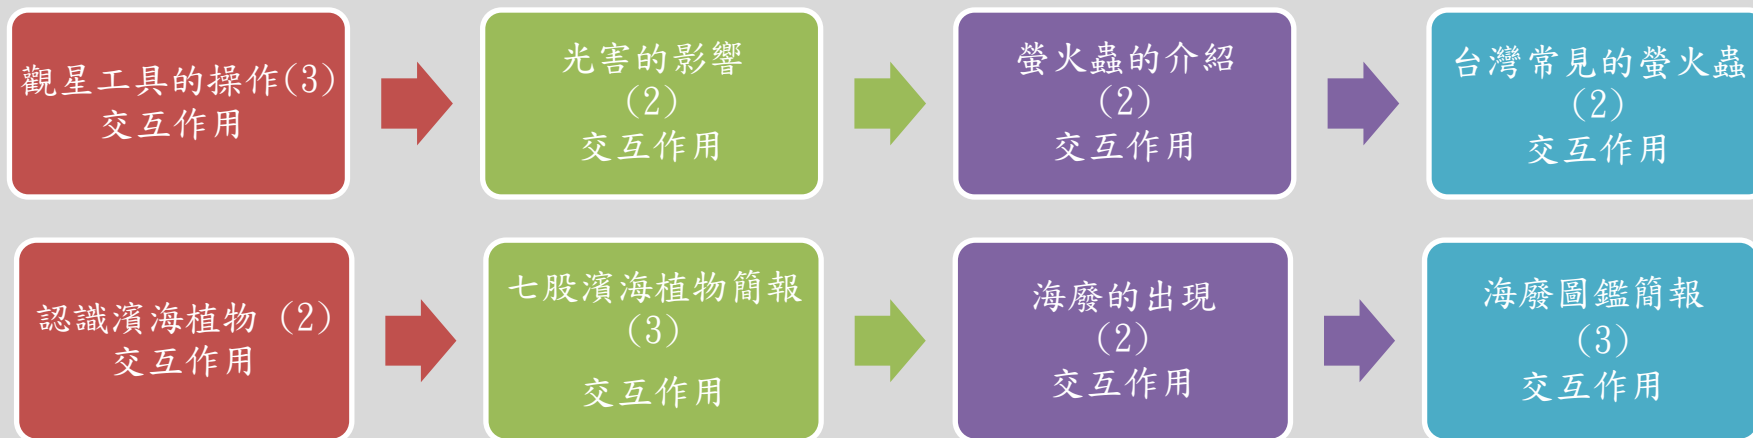 觀星工具的操作(3)
交互作用
光害的影響
(2)
交互作用
螢火蟲的介紹
(2)
交互作用
台灣常見的螢火蟲
(2)
交互作用
認識濱海植物 (2)
交互作用
七股濱海植物簡報
(3)
交互作用
海廢的出現
(2)
交互作用
海廢圖鑑簡報
(3)
交互作用